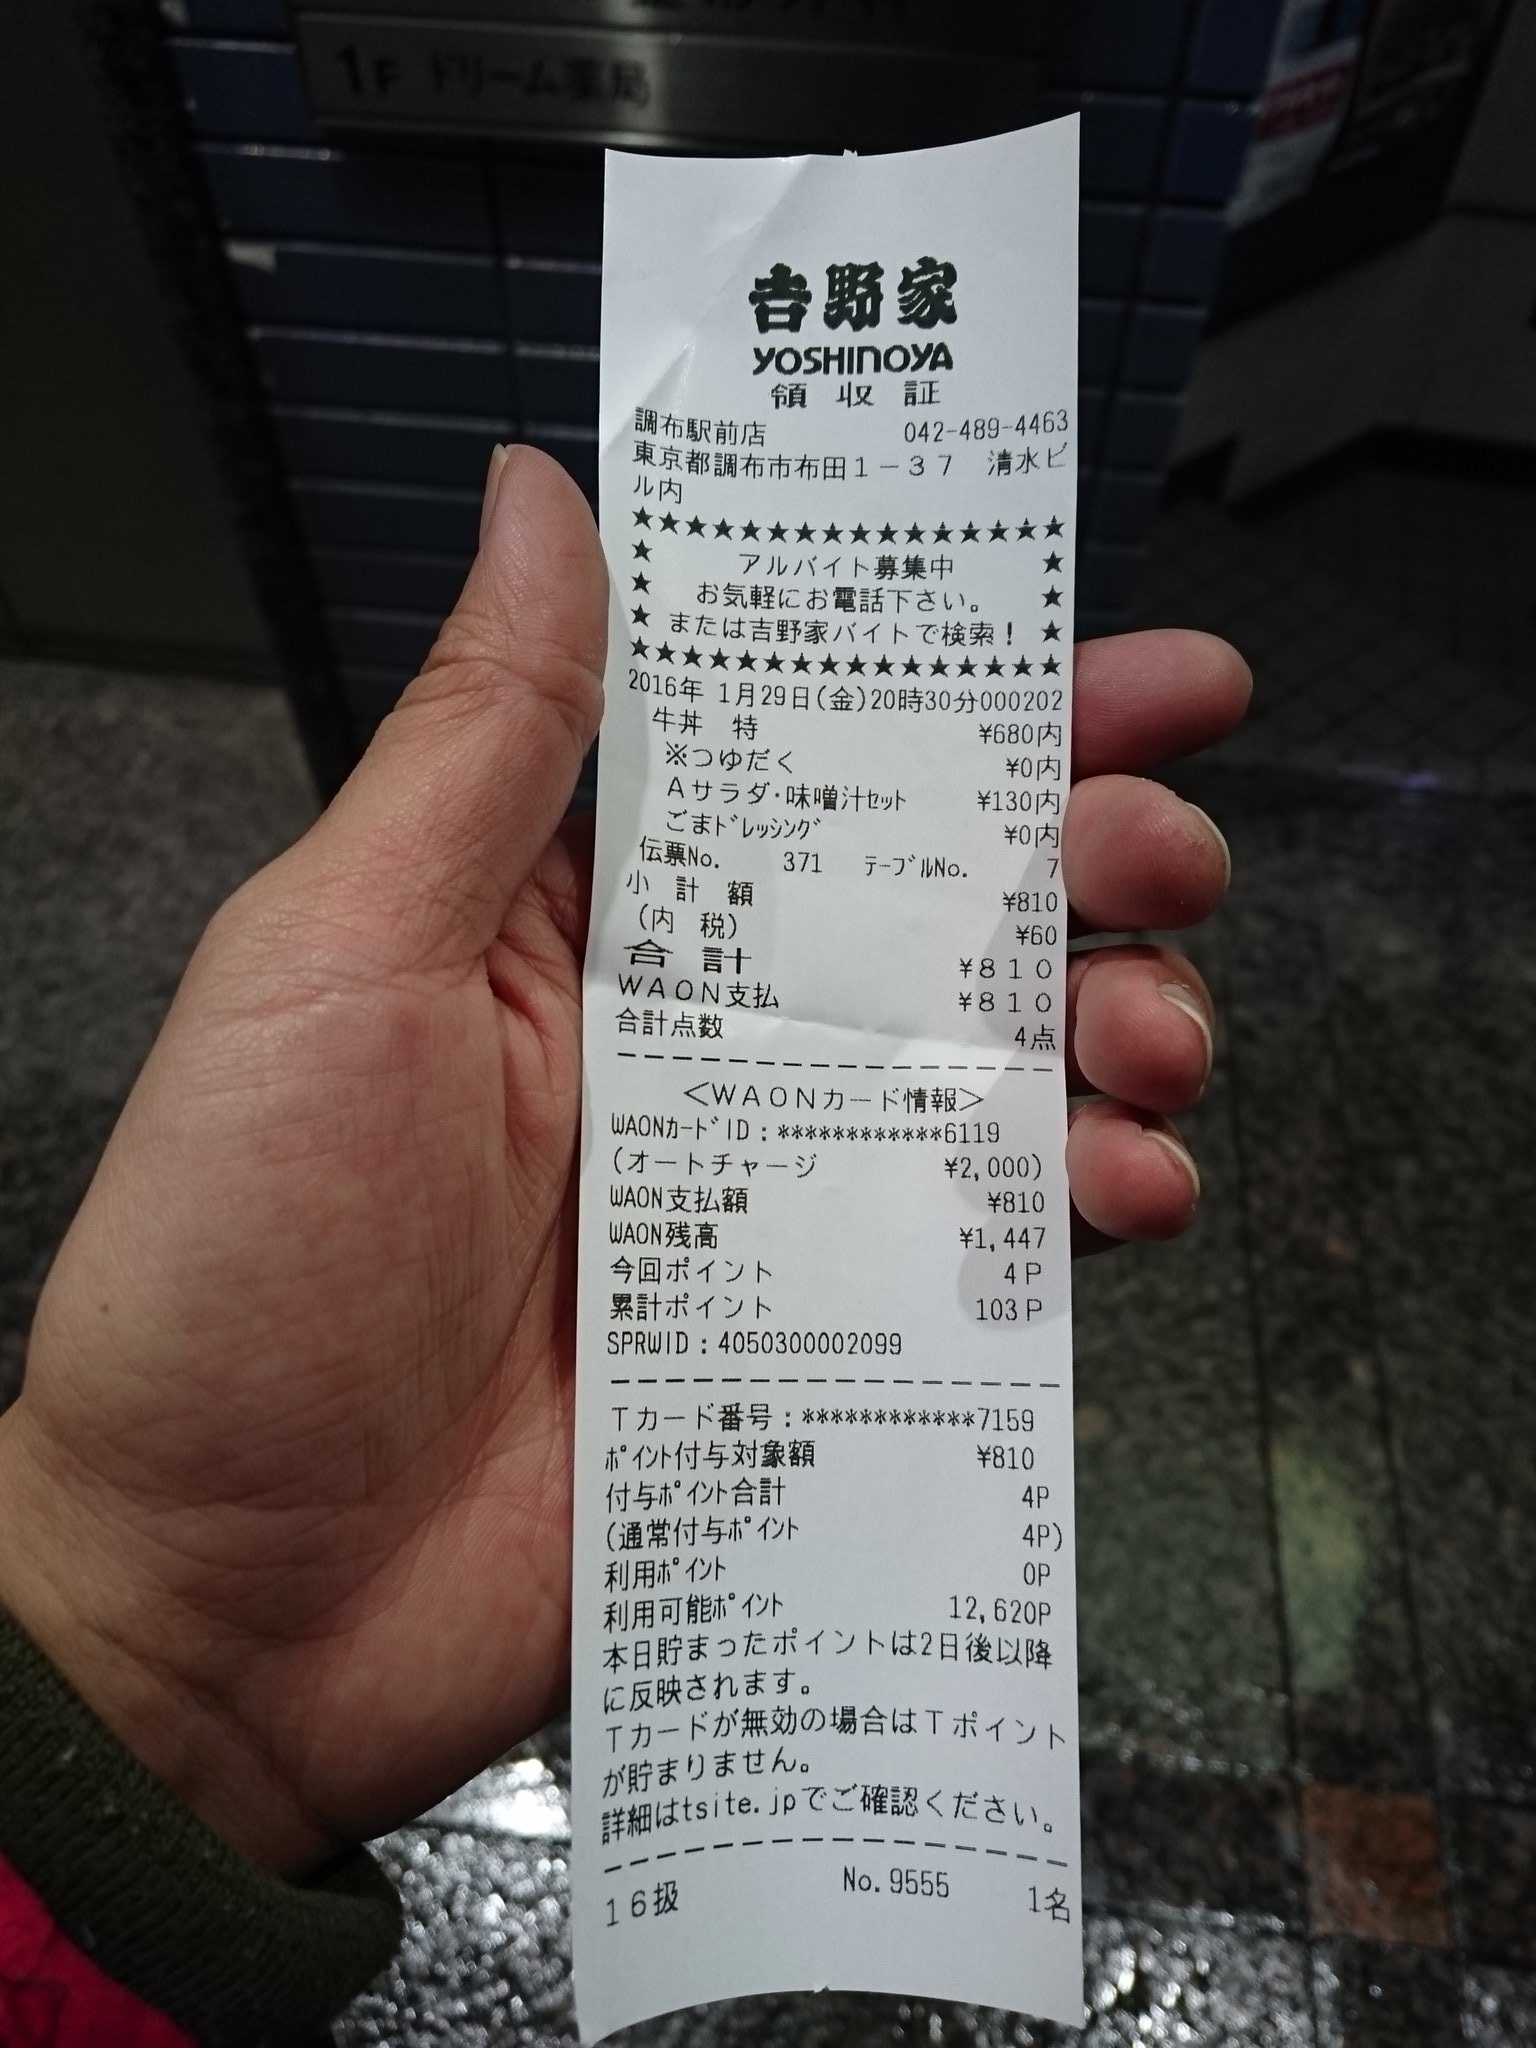 1F ドリーム薬局
吉野家
YOSHINOYA
領 収 証
調布駅前店 042-489-4463
東京都調布市布田1－37 清水ビ
ル内
★★★★★★★★★★★★★★★★
★ アルバイト募集中 ★
★ お気軽にお電話下さい。 ★
★ または吉野家バイトで検索! ★
★★★★★★★★★★★★★★★★
2016年 1月29日(金)20時30分000202
牛丼 特 ¥680内
※つゆだく ¥0内
Aサラダ・味噌汁ｾｯﾄ ¥130内
ごまﾄﾞﾚｯｼﾝｸﾞ ¥0内
伝票No. 371 ﾃｰﾌﾞﾙNo. 7
小 計 額 ¥810
(内 税) ¥60
合 計 ¥810
WAON支払 ¥810
合計点数 4点
＜WAONカード情報＞
WAONｶｰﾄﾞID:************6119
(オートチャージ ¥2,000)
WAON支払額 ¥810
WAON残高 ¥1,447
今回ポイント 4P
累計ポイント 103P
SPRWID:4050300002099
Tカード番号:************7159
ﾎﾟｲﾝﾄ付与対象額 ¥810
付与ﾎﾟｲﾝﾄ合計 4P
(通常付与ﾎﾟｲﾝﾄ 4P)
利用ﾎﾟｲﾝﾄ 0P
利用可能ﾎﾟｲﾝﾄ 12,620P
本日貯まったポイントは2日後以降
に反映されます。
Tカードが無効の場合はTポイント
が貯まりません。
詳細はtsite.jpでご確認ください。
16扱 No.9555 1名